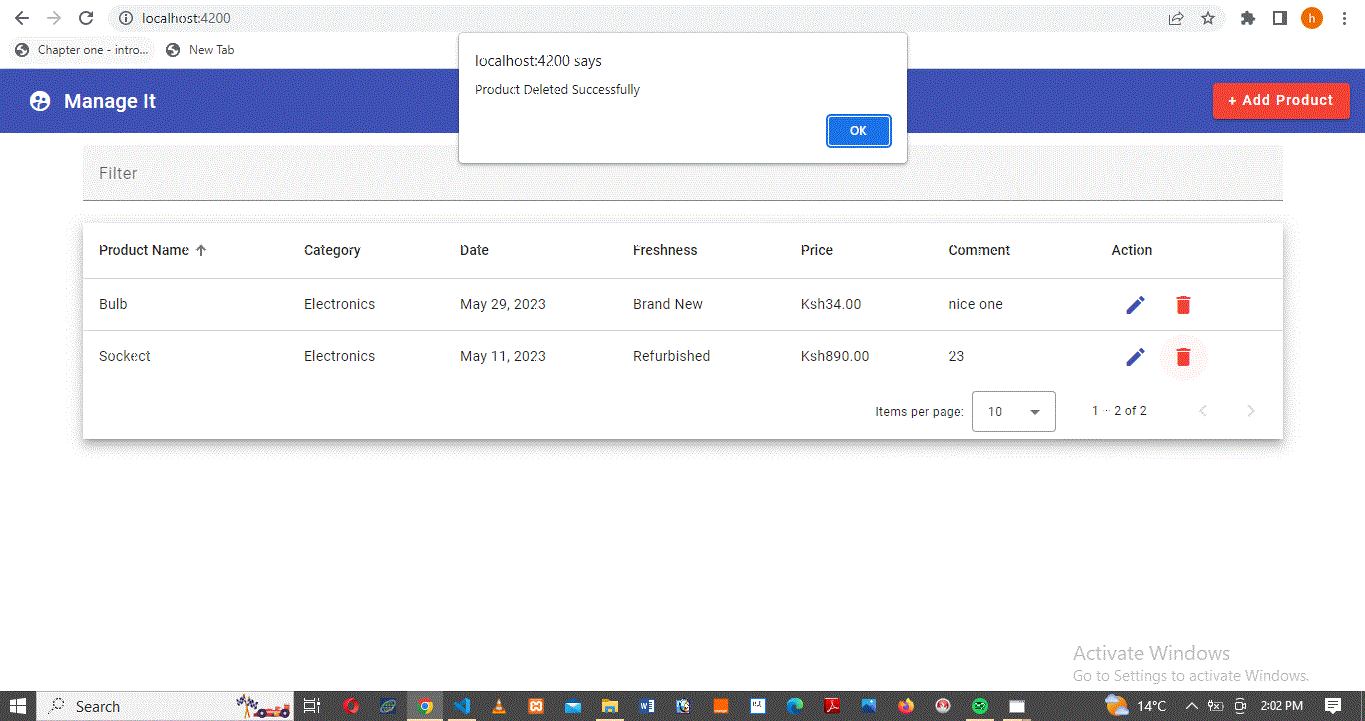 localhost:4200
h
Chapter one - intro...
New Tab
localhost:4200 says
Product Deleted Successfully
OK
Manage It
+ Add Product
Filter
Product Name Category Date Freshness Price Comment Action
Bulb Electronics May 29, 2023 Brand New Ksh34.00 nice one
Sockect Electronics May 11, 2023 Refurbished Ksh890.00 23
Items per page: 10 1 – 2 of 2
Activate Windows
Go to Settings to activate Windows.
Search
14°C
2:02 PM